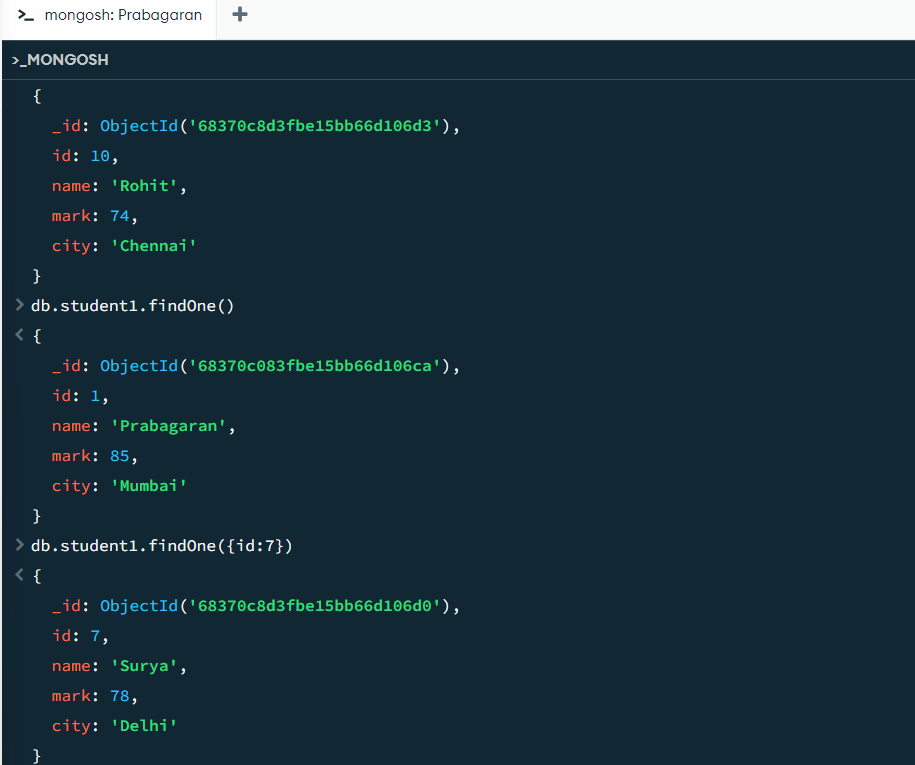 >_ mongosh: Prabagaran +
>_MONGOSH
{
_id: ObjectId('68370c8d3fbe15bb66d106d3'),
id: 10,
name: 'Rohit',
mark: 74,
city: 'Chennai'
}
> db.student1.findOne()
< {
_id: ObjectId('68370c083fbe15bb66d106ca'),
id: 1,
name: 'Prabagaran',
mark: 85,
city: 'Mumbai'
}
> db.student1.findOne({id:7})
< {
_id: ObjectId('68370c8d3fbe15bb66d106d0'),
id: 7,
name: 'Surya',
mark: 78,
city: 'Delhi'
}